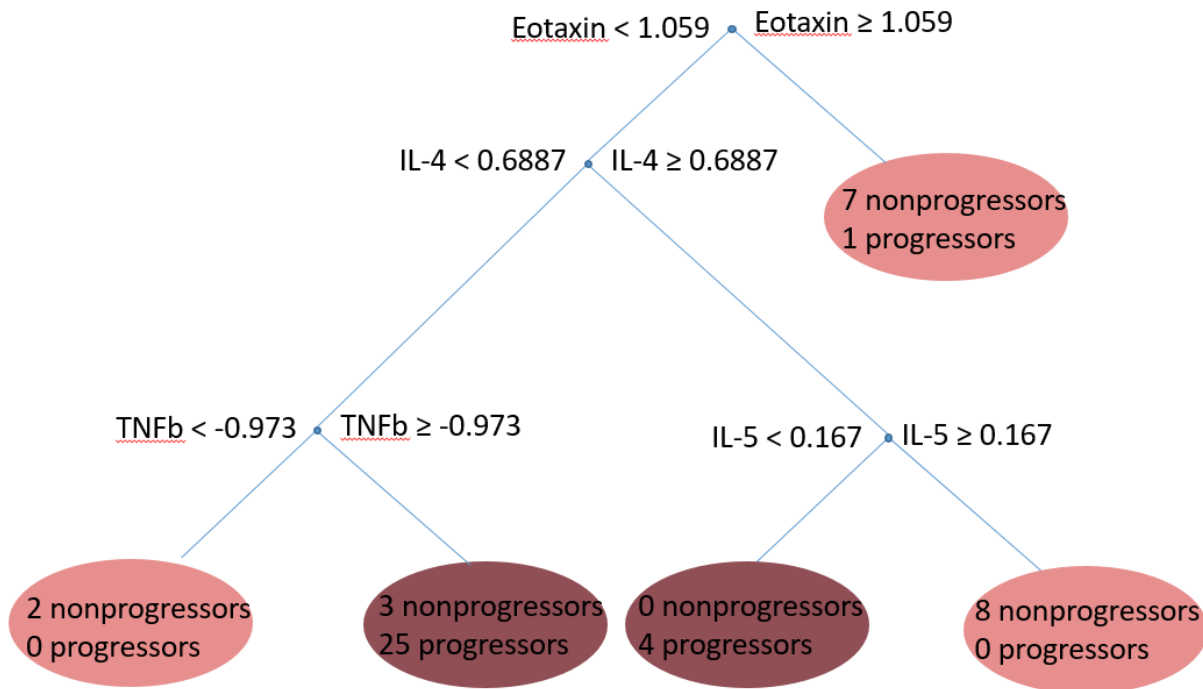 Eotaxin < 1.059
Eotaxin ≥ 1.059
IL-4 < 0.6887
IL-4 ≥ 0.6887
7 nonprogressors
1 progressors
TNFb < -0.973
TNFb ≥ -0.973
IL-5 < 0.167
IL-5 ≥ 0.167
2 nonprogressors
0 progressors
3 nonprogressors
25 progressors
0 nonprogressors
4 progressors
8 nonprogressors
0 progressors